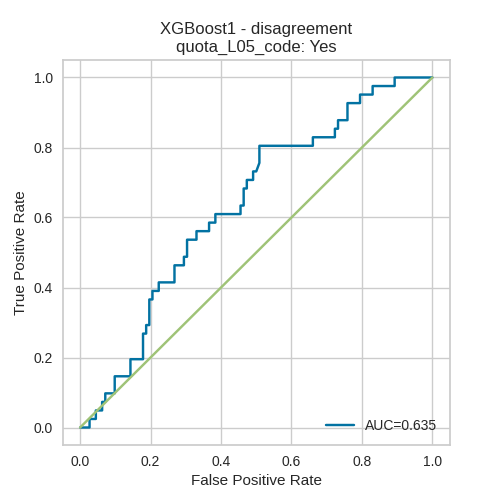 XGBoost1 - disagreement
quota_L05_code: Yes
True Positive Rate
1.0
0.8
0.6
0.4
0.2
0.0
AUC=0.635
0.0 0.2 0.4 0.6 0.8 1.0
False Positive Rate